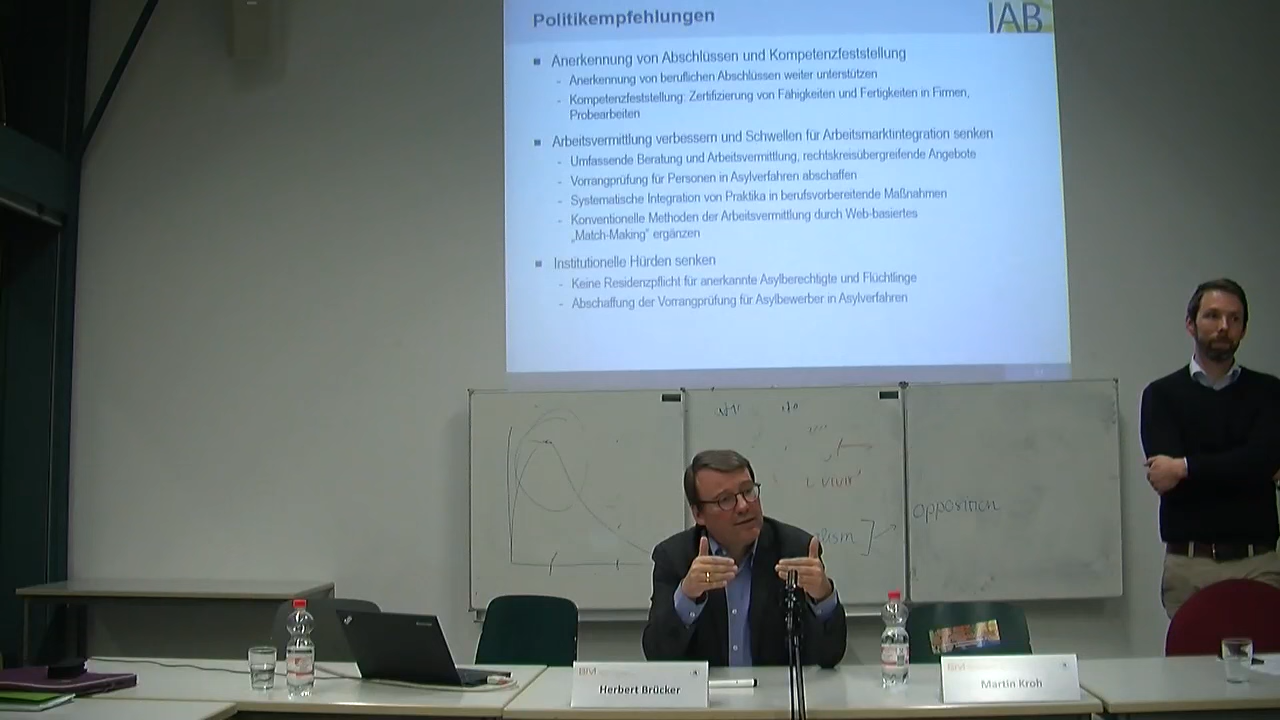 Politikempfehlungen
IAB
Anerkennung von Abschlüssen und Kompetenzfeststellung
- Anerkennung von beruflichen Abschlüssen weiter unterstützen
- Kompetenzfeststellung: Zertifizierung von Fähigkeiten und Fertigkeiten in Firmen,
Probearbeiten
Arbeitsvermittlung verbessern und Schwellen für Arbeitsmarktintegration senken
- Umfassende Beratung und Arbeitsvermittlung, rechtskreisübergreifende Angebote
- Vorrangprüfung für Personen in Asylverfahren abschaffen
- Systematische Integration von Praktika in berufsvorbereitende Maßnahmen
- Konventionelle Methoden der Arbeitsvermittlung durch Web-basiertes
„Match-Making" ergänzen
Institutionelle Hürden senken
- Keine Residenzpflicht für anerkannte Asylberechtigte und Flüchtlinge
- Abschaffung der Vorrangprüfung für Asylbewerber in Asylverfahren
opposition
BIM
Herbert Brücker
BIM
Martin Kroh